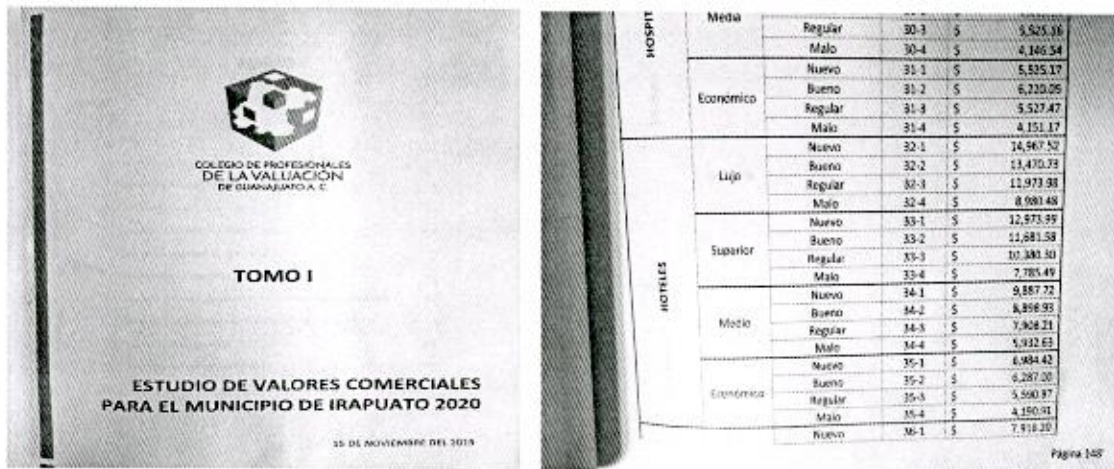 COLEGIO DE PROFESIONALES
DE LA VALUACIÓN
DE GUANAJUATO A. C.
TOMO I
ESTUDIO DE VALORES COMERCIALES
PARA EL MUNICIPIO DE IRAPUATO 2020
15 DE NOVIEMBRE DEL 2019
HOSPIT
Media
Regular 30-3 $ 5,525.16
Malo 30-4 $ 4,146.54
Económico
Nuevo 31-1 $ 5,525.17
Bueno 31-2 $ 6,220.05
Regular 31-3 $ 5,527.47
Malo 31-4 $ 4,151.17
HOTELES
Lujo
Nuevo 32-1 $ 14,967.52
Bueno 32-2 $ 13,470.73
Regular 32-3 $ 11,973.98
Malo 32-4 $ 8,980.48
Superior
Nuevo 33-1 $ 12,973.99
Bueno 33-2 $ 11,681.58
Regular 33-3 $ 10,380.30
Malo 33-4 $ 7,785.49
Medio
Nuevo 34-1 $ 9,887.72
Bueno 34-2 $ 8,898.93
Regular 34-3 $ 7,908.21
Malo 34-4 $ 5,932.63
Económico
Nuevo 35-1 $ 6,984.42
Bueno 35-2 $ 6,287.00
Regular 35-3 $ 5,560.97
Malo 35-4 $ 4,190.91
Nuevo 36-1 $ 7,918.20
Página 148